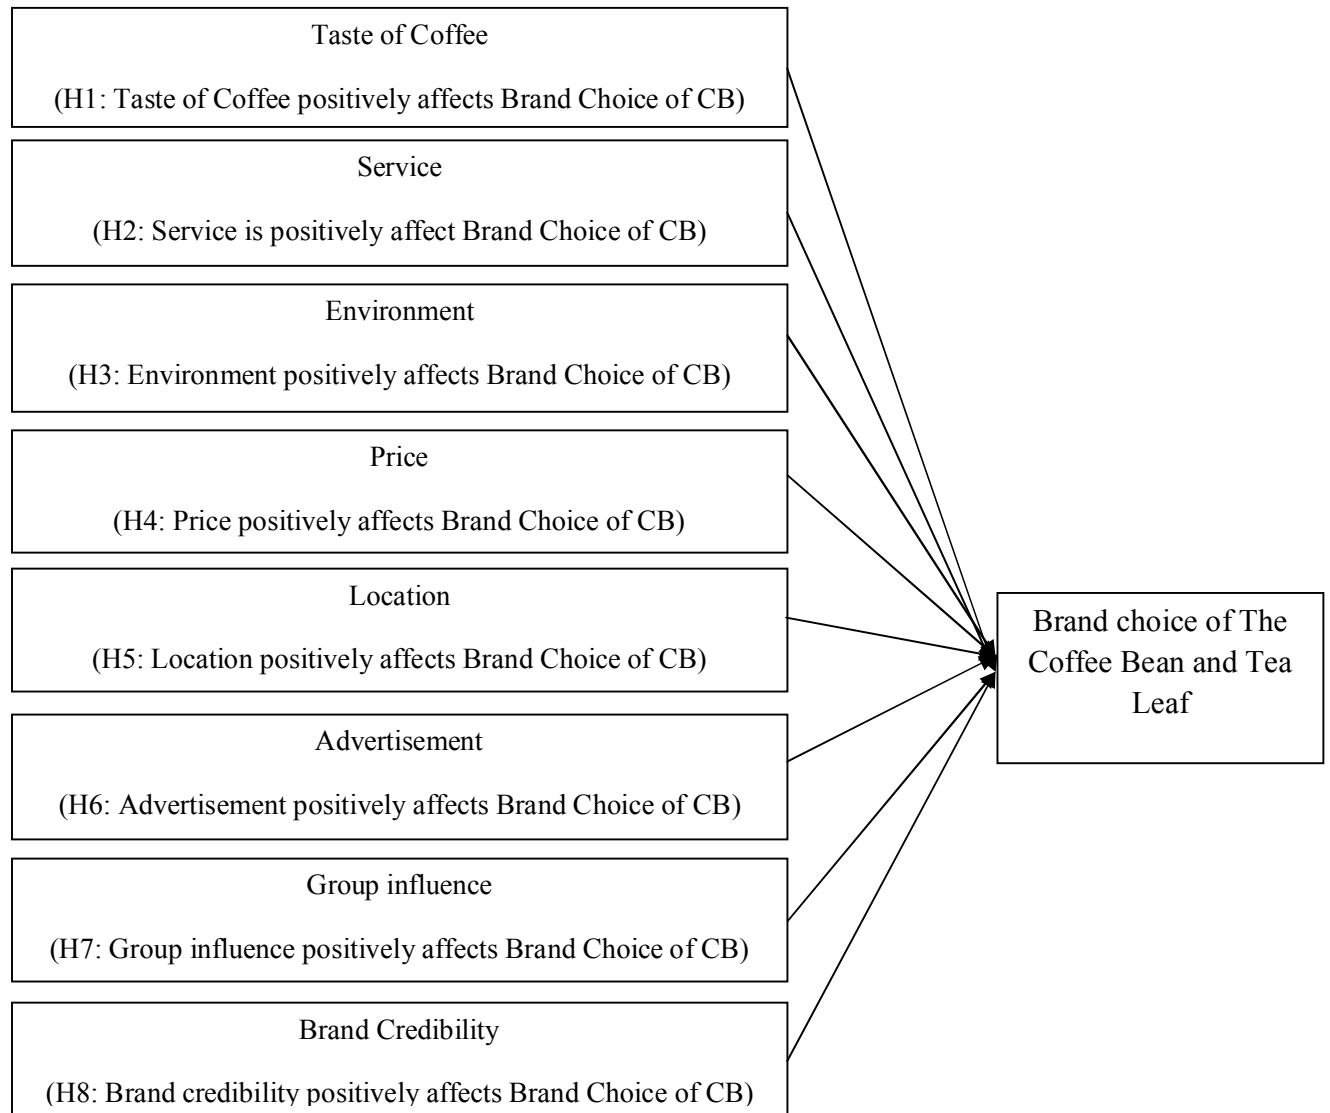 Taste of Coffee
(H1: Taste of Coffee positively affects Brand Choice of CB)
Service
(H2: Service is positively affect Brand Choice of CB)
Environment
(H3: Environment positively affects Brand Choice of CB)
Price
(H4: Price positively affects Brand Choice of CB)
Location
(H5: Location positively affects Brand Choice of CB)
Advertisement
(H6: Advertisement positively affects Brand Choice of CB)
Group influence
(H7: Group influence positively affects Brand Choice of CB)
Brand Credibility
(H8: Brand credibility positively affects Brand Choice of CB)
Brand choice of The
Coffee Bean and Tea
Leaf